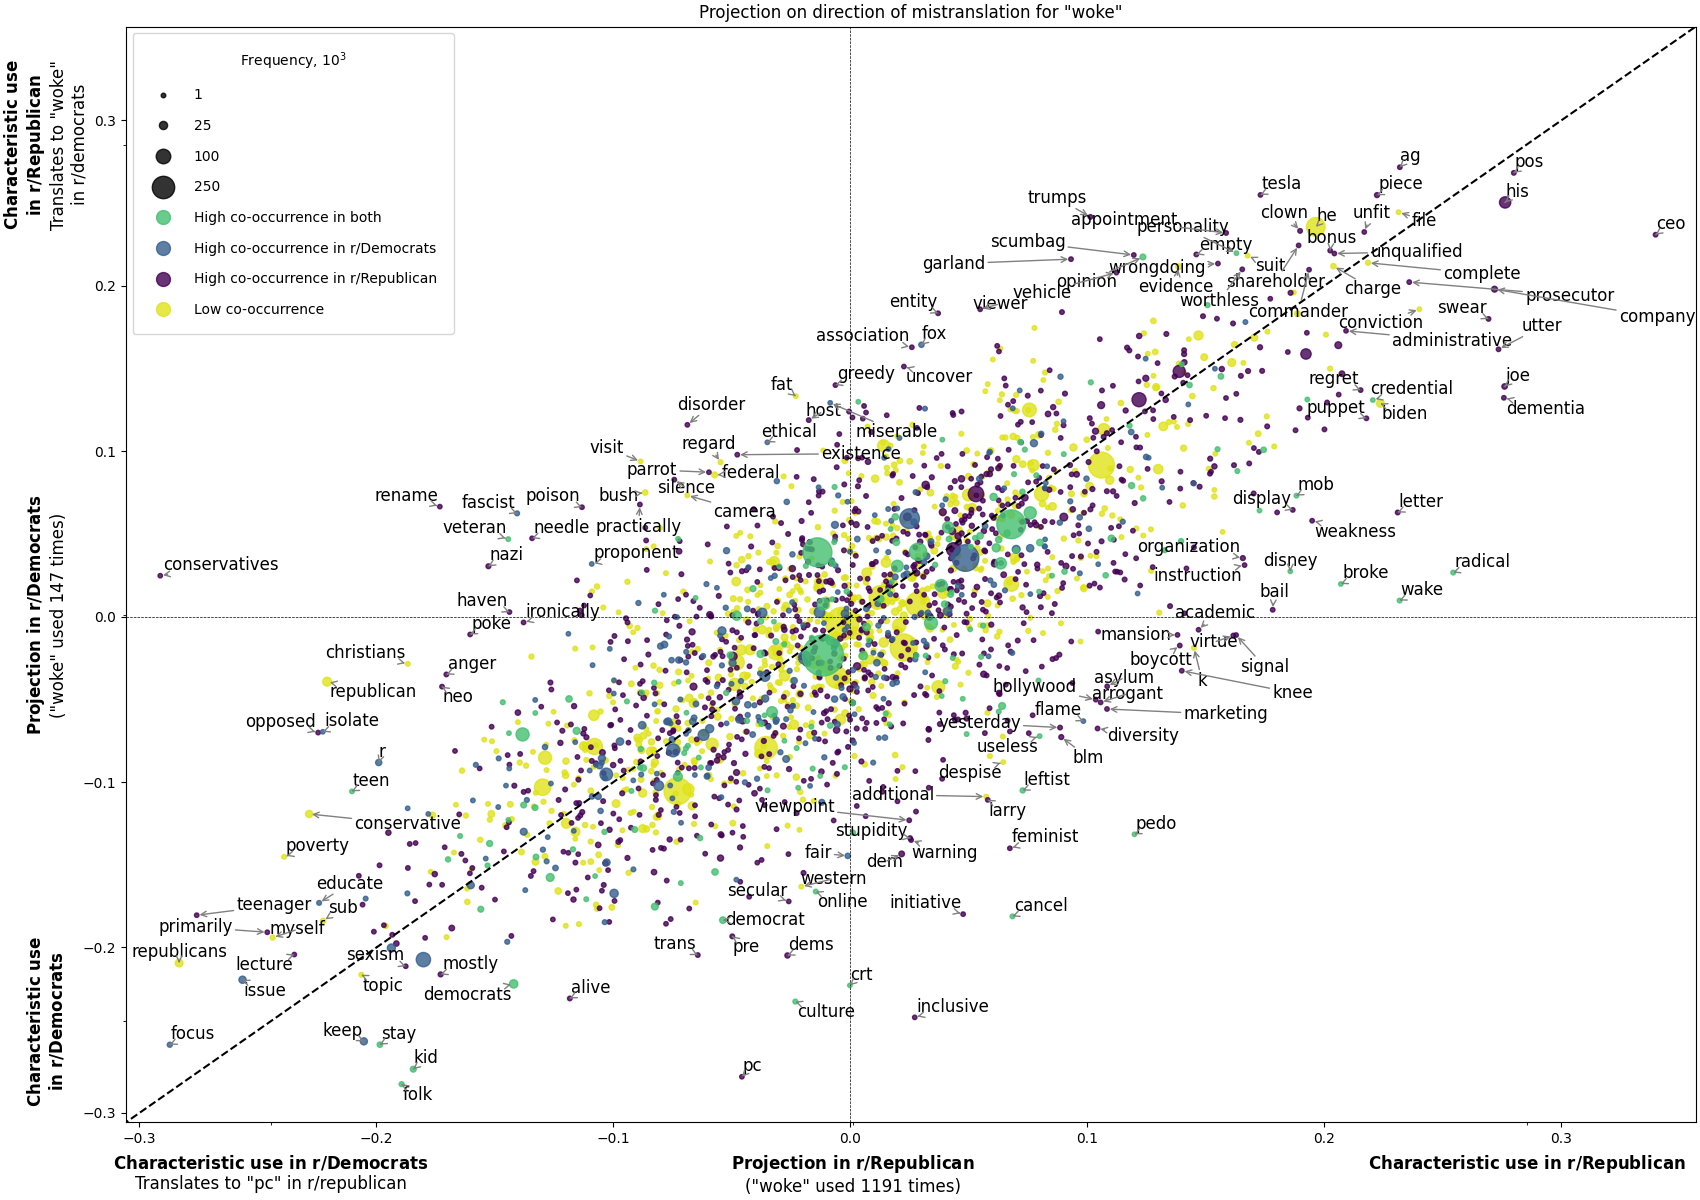 Projection on direction of mistranslation for "woke"
Characteristic use
in r/Republican
Translates to "woke"
in r/democrats
Projection in r/Democrats
("woke" used 147 times)
Characteristic use
in r/Democrats
0.3
0.2
0.1
0.0
−0.1
−0.2
−0.3
Frequency, 10³
1
25
100
250
High co-occurrence in both
High co-occurrence in r/Democrats
High co-occurrence in r/Republican
Low co-occurrence
ag
pos
tesla
piece
his
trumps
appointment
personality
clown
he
unfit
file
ceo
scumbag
empty
bonus
unqualified
garland
wrongdoing
suit
complete
opinion
evidence
shareholder
charge
prosecutor
entity
viewer
vehicle
worthless
commander
swear
company
association
fox
conviction
utter
administrative
greedy
uncover
fat
regret
credential
joe
disorder
host
puppet
biden
dementia
visit
regard
ethical
miserable
parrot
federal
existence
rename
fascist
poison
bush
silence
camera
display
mob
letter
veteran
needle
practically
weakness
nazi
proponent
organization
instruction
disney
broke
radical
conservatives
haven
ironically
bail
wake
poke
academic
christians
anger
mansion
virtue
signal
republican
neo
boycott
k
knee
opposed
isolate
hollywood
asylum
arrogant
marketing
flame
yesterday
diversity
r
useless
blm
teen
despise
leftist
conservative
viewpoint
additional
larry
pedo
poverty
stupidity
warning
feminist
educate
fair
dem
teenager
sub
secular
western
online
initiative
cancel
primarily
myself
democrat
republicans
lecture
sexism
mostly
trans
pre
dems
issue
topic
democrats
alive
crt
culture
inclusive
focus
keep
stay
kid
folk
pc
−0.3
−0.2
−0.1
0.0
0.1
0.2
0.3
Characteristic use in r/Democrats
Translates to "pc" in r/republican
Projection in r/Republican
("woke" used 1191 times)
Characteristic use in r/Republican